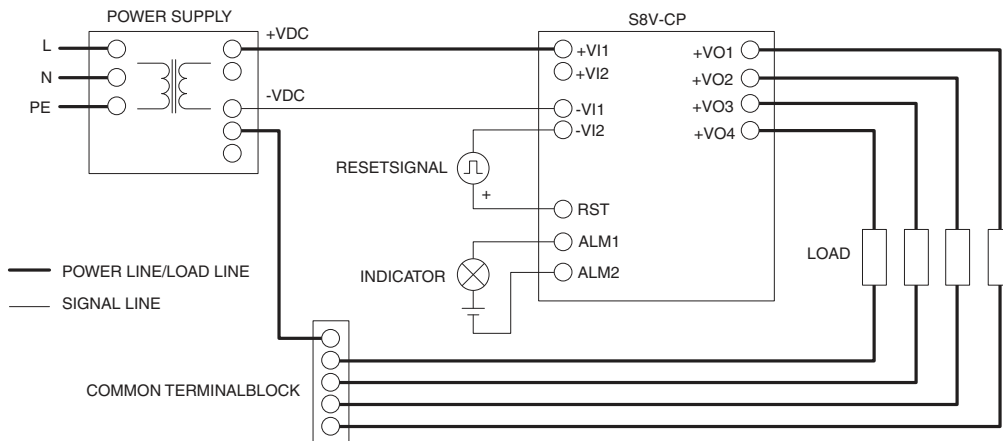 POWER SUPPLY
S8V-CP
L
N
PE
+VDC
-VDC
+VI1
+VI2
-VI1
-VI2
RST
ALM1
ALM2
+VO1
+VO2
+VO3
+VO4
RESETSIGNAL
+
INDICATOR
LOAD
POWER LINE/LOAD LINE
SIGNAL LINE
COMMON TERMINALBLOCK